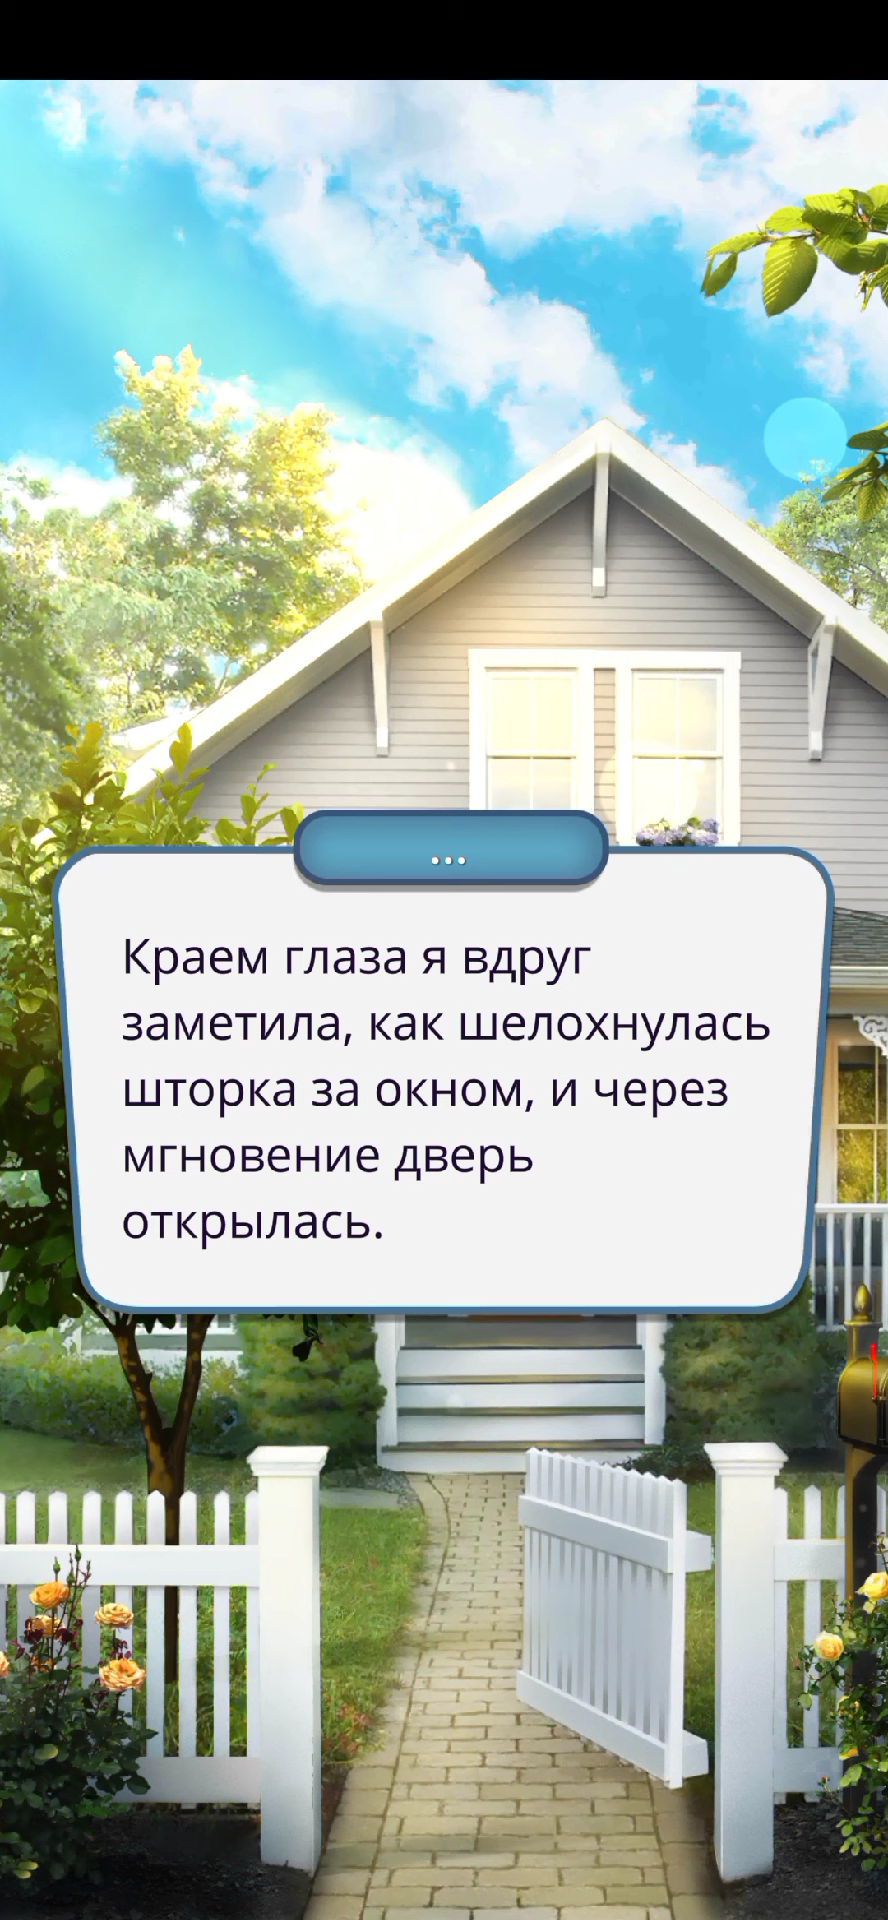 ...
Краем глаза я вдруг
заметила, как шелохнулась
шторка за окном, и через
мгновение дверь
открылась.